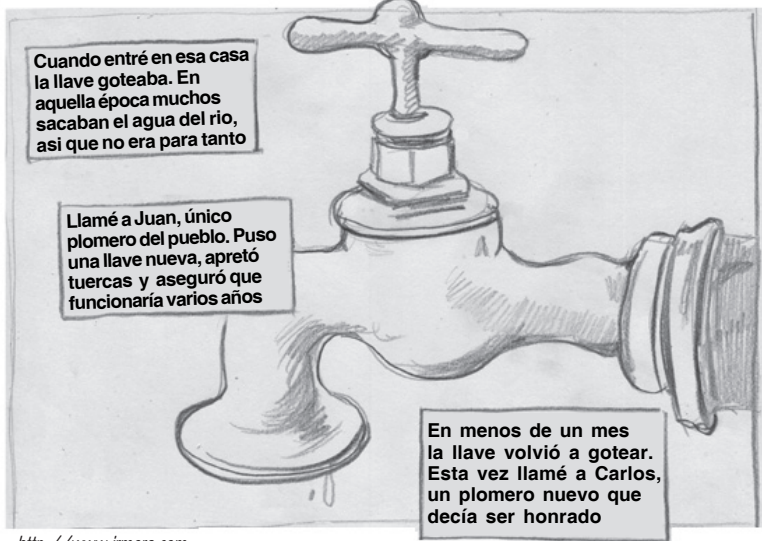 Cuando entré en esa casa
la llave goteaba. En
aquella época muchos
sacaban el agua del rio,
asi que no era para tanto
Llamé a Juan, único
plomero del pueblo. Puso
una llave nueva, apretó
tuercas y aseguró que
funcionaría varios años
En menos de un mes
la llave volvió a gotear.
Esta vez llamé a Carlos,
un plomero nuevo que
decía ser honrado